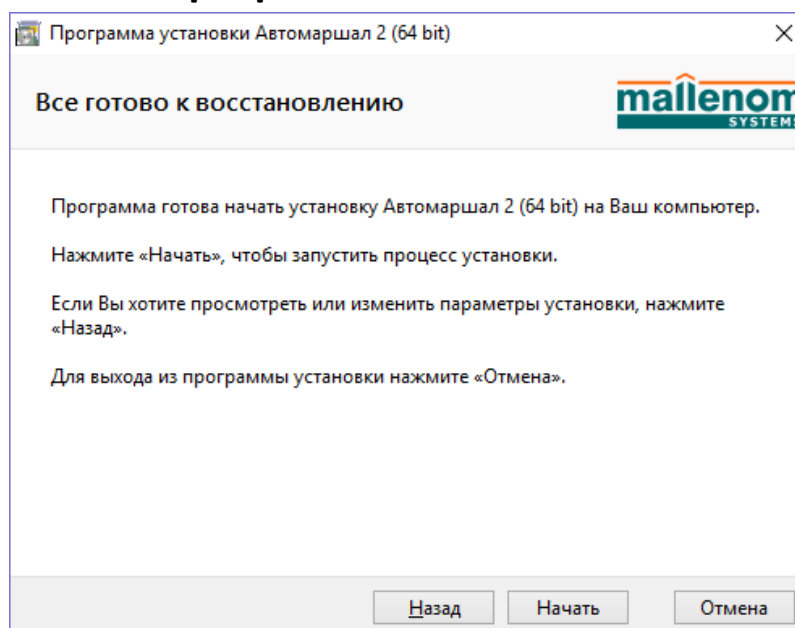 Программа установки Автомаршал 2 (64 bit)
Все готово к восстановлению
mallenom
SYSTEMS
Программа готова начать установку Автомаршал 2 (64 bit) на Ваш компьютер.
Нажмите «Начать», чтобы запустить процесс установки.
Если Вы хотите просмотреть или изменить параметры установки, нажмите
«Назад».
Для выхода из программы установки нажмите «Отмена».
Назад Начать Отмена